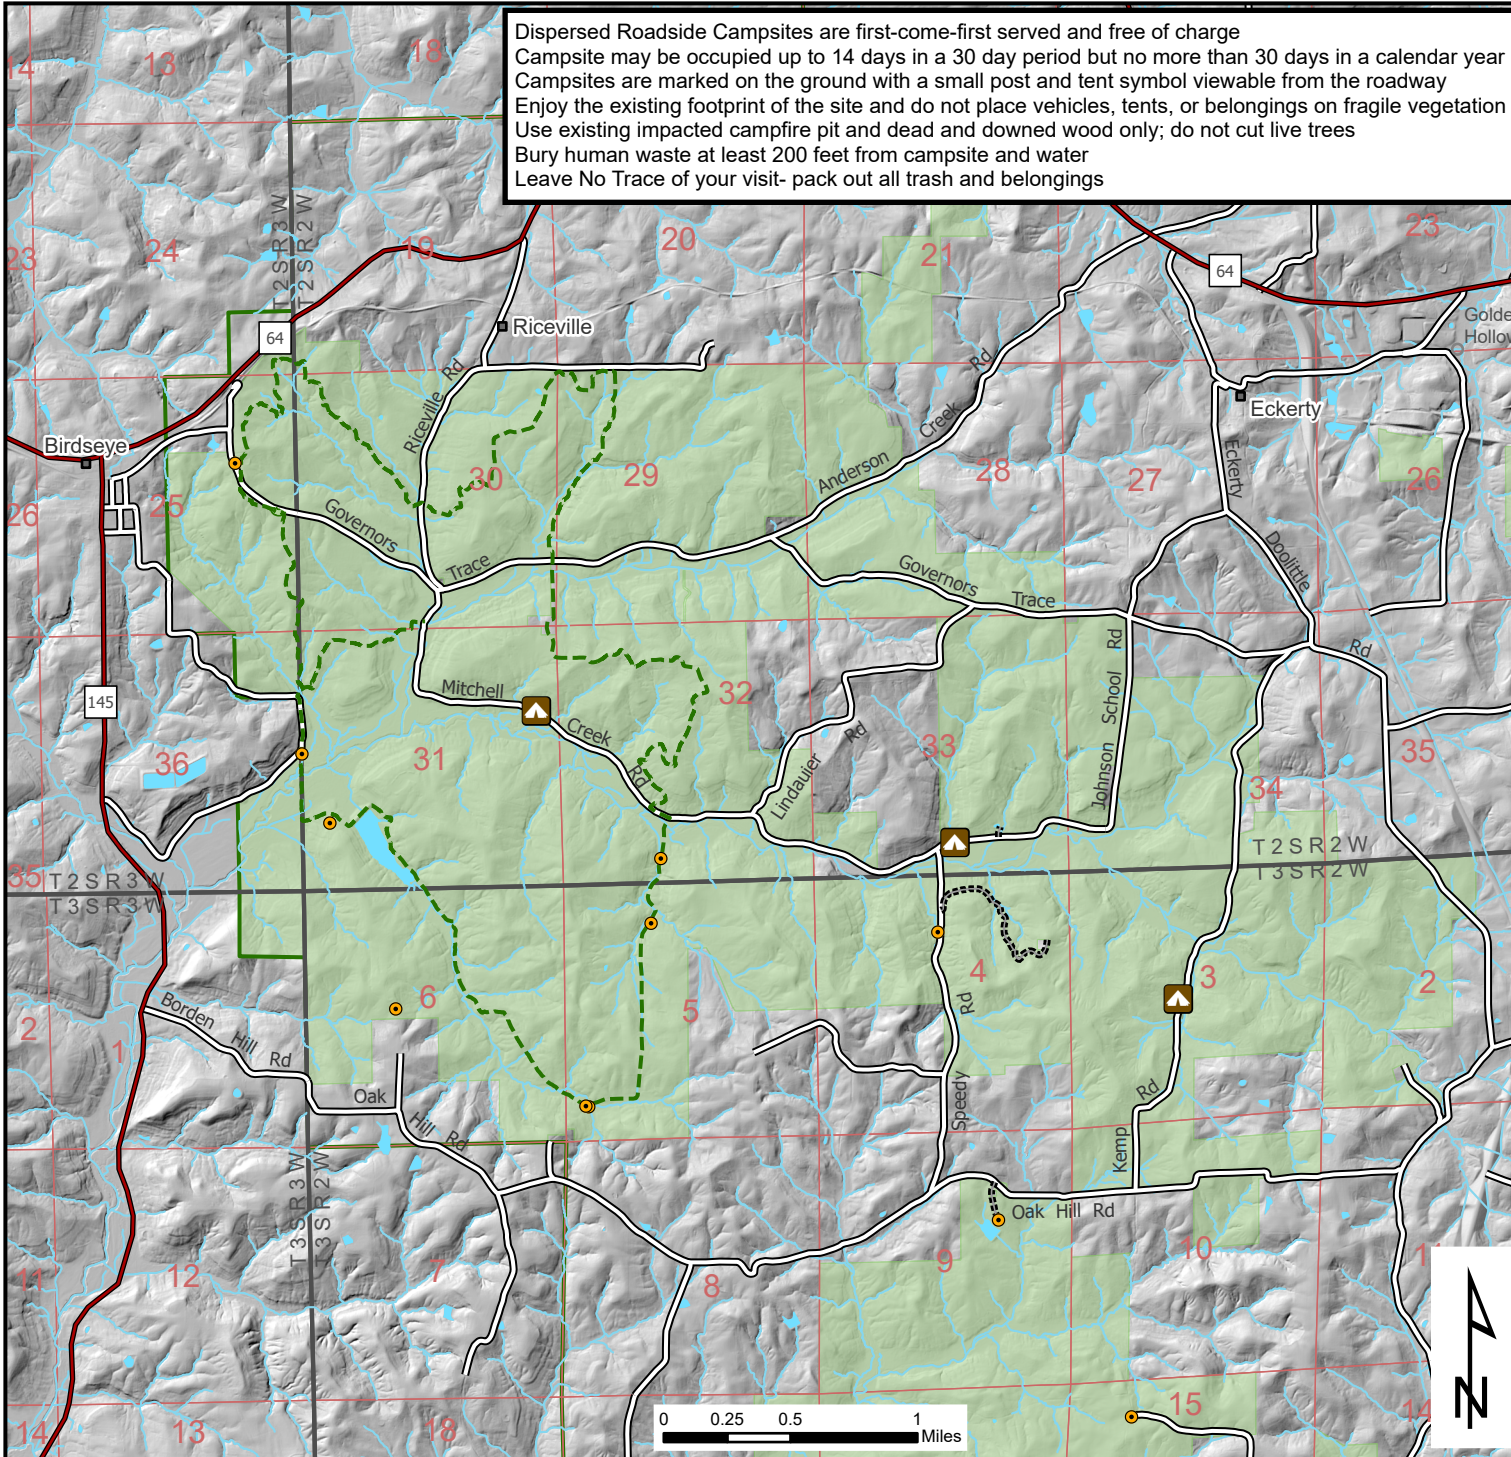 Dispersed Roadside Campsites are first-come-first served and free of charge
Campsite may be occupied up to 14 days in a 30 day period but no more than 30 days in a calendar year
Campsites are marked on the ground with a small post and tent symbol viewable from the roadway
Enjoy the existing footprint of the site and do not place vehicles, tents, or belongings on fragile vegetation
Use existing impacted campfire pit and dead and downed wood only; do not cut live trees
Bury human waste at least 200 feet from campsite and water
Leave No Trace of your visit- pack out all trash and belongings
14
13
18
23
24
T 2 S R 3 W
T 2 S R 2 W
19
20
21
23
64
64
Riceville
Golde
Hollow
Riceville Rd
Anderson Creek Rd
Eckerty
Birdseye
26
25
30
29
28
27
26
Eckerty
Doolittle Rd
Governors Trace
Governors Trace
145
36
31
32
33
34
35
Mitchell Creek Rd
Lindauier Rd
Johnson School Rd
35
T 2 S R 3 W
T 3 S R 3 W
T 2 S R 2 W
T 3 S R 2 W
2
1
6
5
4
3
2
Borden Hill Rd
Oak Hill Rd
Speedy Rd
Kemp Rd
T 3 S R 3 W
T 3 S R 2 W
Oak Hill Rd
11
12
7
8
9
10
11
14
13
18
15
14
0 0.25 0.5 1
Miles
N